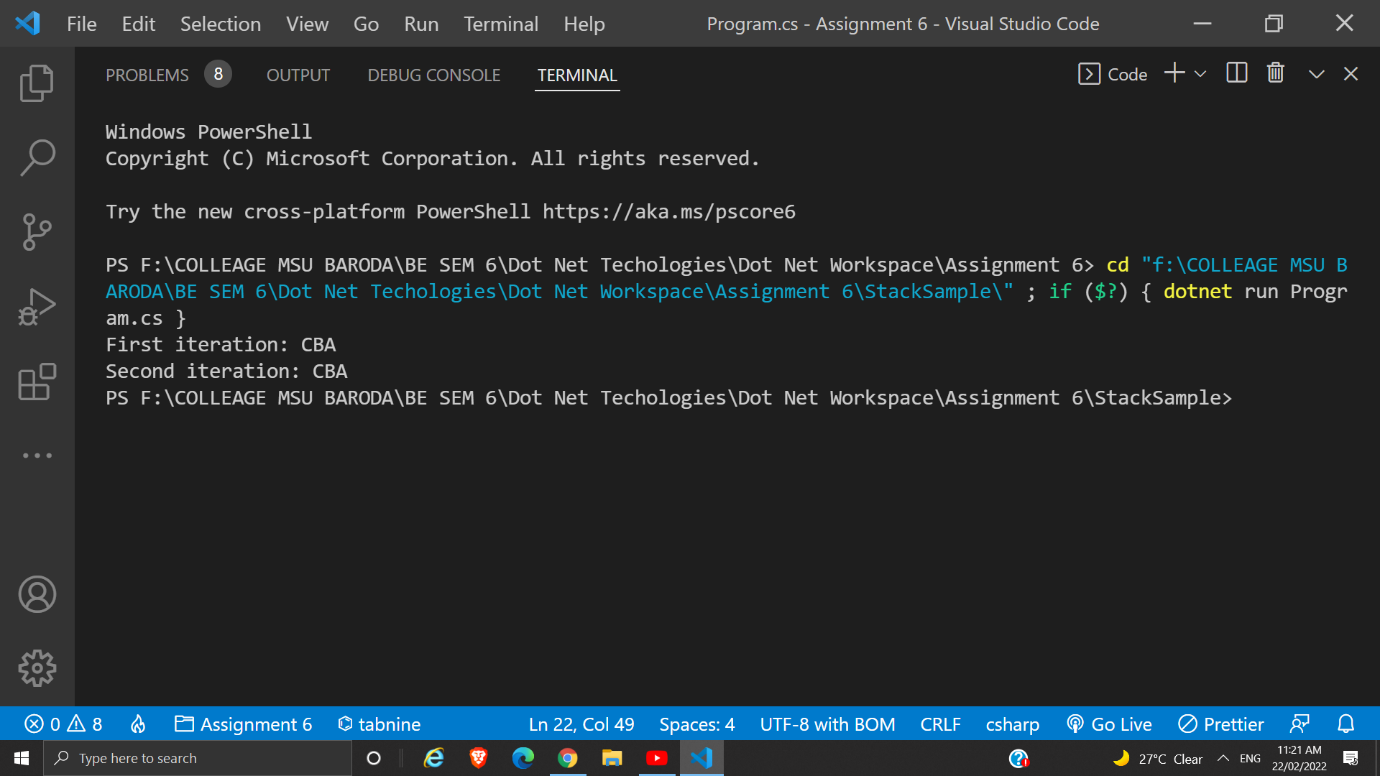 File Edit Selection View Go Run Terminal Help Program.cs - Assignment 6 - Visual Studio Code
PROBLEMS 8 OUTPUT DEBUG CONSOLE TERMINAL Code
Windows PowerShell
Copyright (C) Microsoft Corporation. All rights reserved.
Try the new cross-platform PowerShell https://aka.ms/pscore6
PS F:\COLLEAGE MSU BARODA\BE SEM 6\Dot Net Techologies\Dot Net Workspace\Assignment 6> cd "f:\COLLEAGE MSU B
ARODA\BE SEM 6\Dot Net Techologies\Dot Net Workspace\Assignment 6\StackSample\" ; if ($?) { dotnet run Progr
am.cs }
First iteration: CBA
Second iteration: CBA
PS F:\COLLEAGE MSU BARODA\BE SEM 6\Dot Net Techologies\Dot Net Workspace\Assignment 6\StackSample>
0 8 Assignment 6 tabnine Ln 22, Col 49 Spaces: 4 UTF-8 with BOM CRLF csharp Go Live Prettier
Type here to search 27°C Clear ENG 11:21 AM
22/02/2022